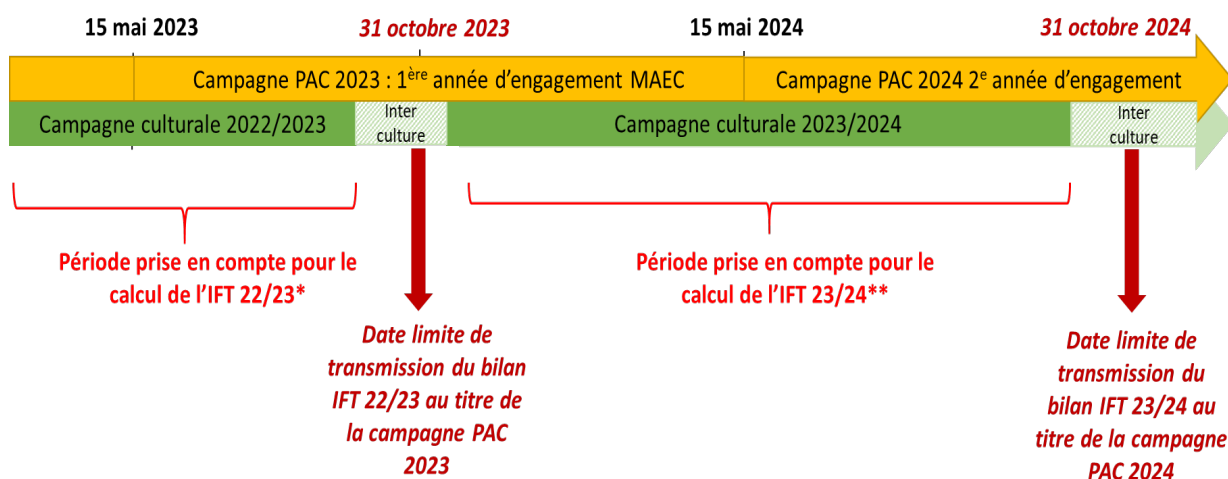 15 mai 2023
31 octobre 2023
15 mai 2024
31 octobre 2024
Campagne PAC 2023 : 1ère année d’engagement MAEC
Campagne PAC 2024 2e année d’engagement
Campagne culturale 2022/2023
Inter
culture
Campagne culturale 2023/2024
Inter
culture
Période prise en compte pour le
calcul de l’IFT 22/23*
Période prise en compte pour le
calcul de l’IFT 23/24**
Date limite de
transmission du bilan
IFT 22/23 au titre de
la campagne PAC
2023
Date limite de
transmission du
bilan IFT 23/24 au
titre de la campagne
PAC 2024